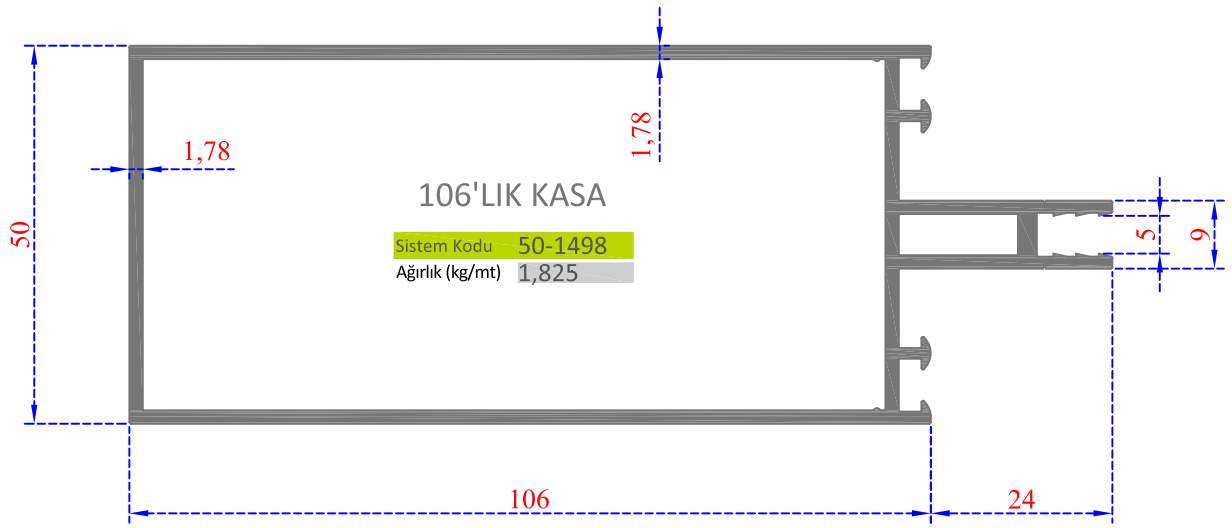 1,78
1,78
106'LIK KASA
50
Sistem Kodu 50-1498
Ağırlık (kg/mt) 1,825
5
9
106
24